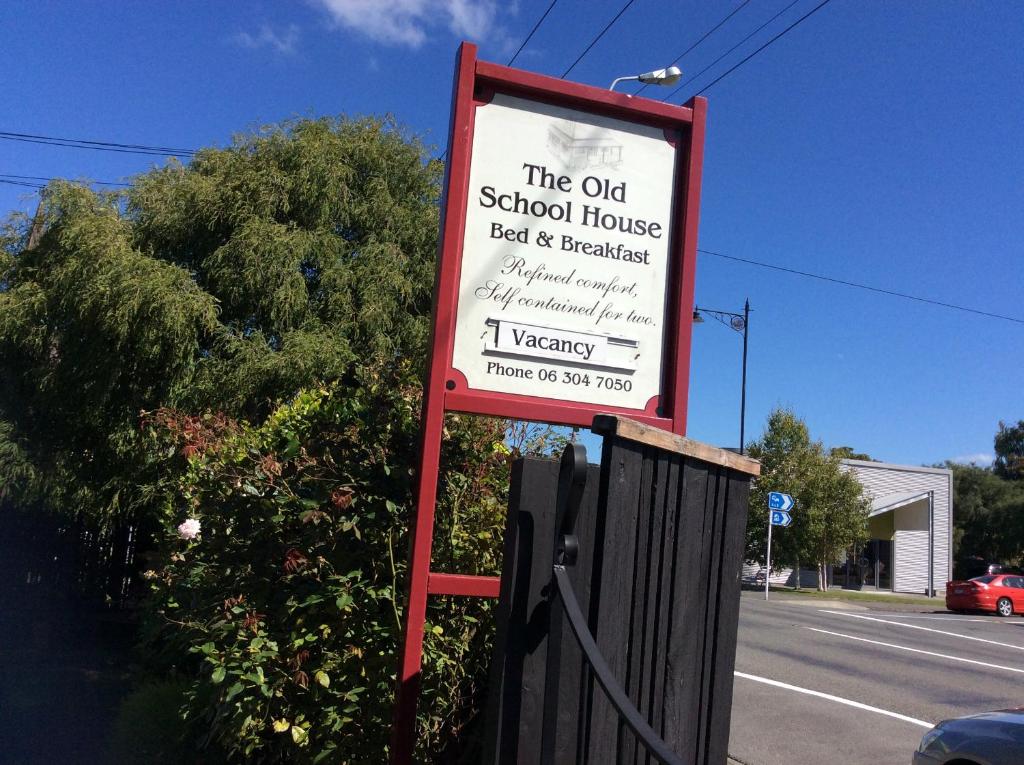 The Old
School House
Bed & Breakfast
Refined comfort,
Self contained for two.
Vacancy
Phone 06 304 7050